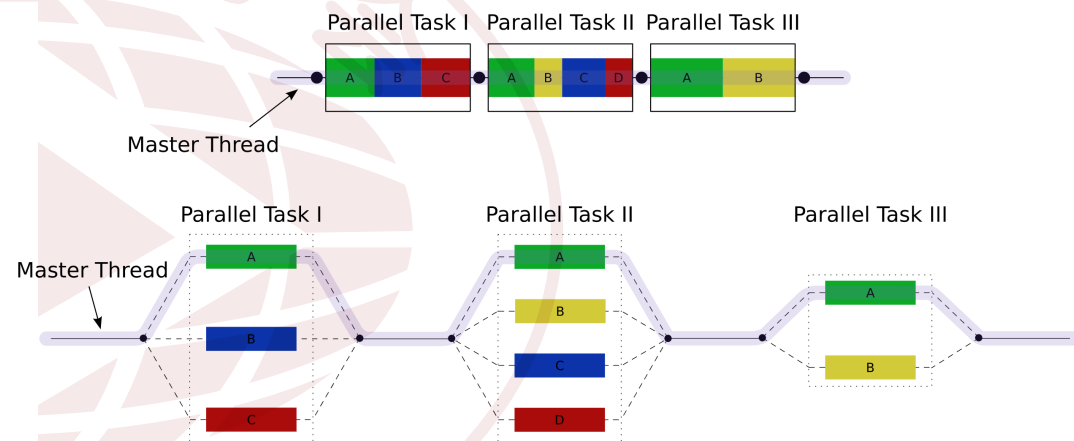 Parallel Task I Parallel Task II Parallel Task III
A B C A B C D A B
Master Thread
Parallel Task I Parallel Task II Parallel Task III
A A
Master Thread
A
B
B
C B
C D